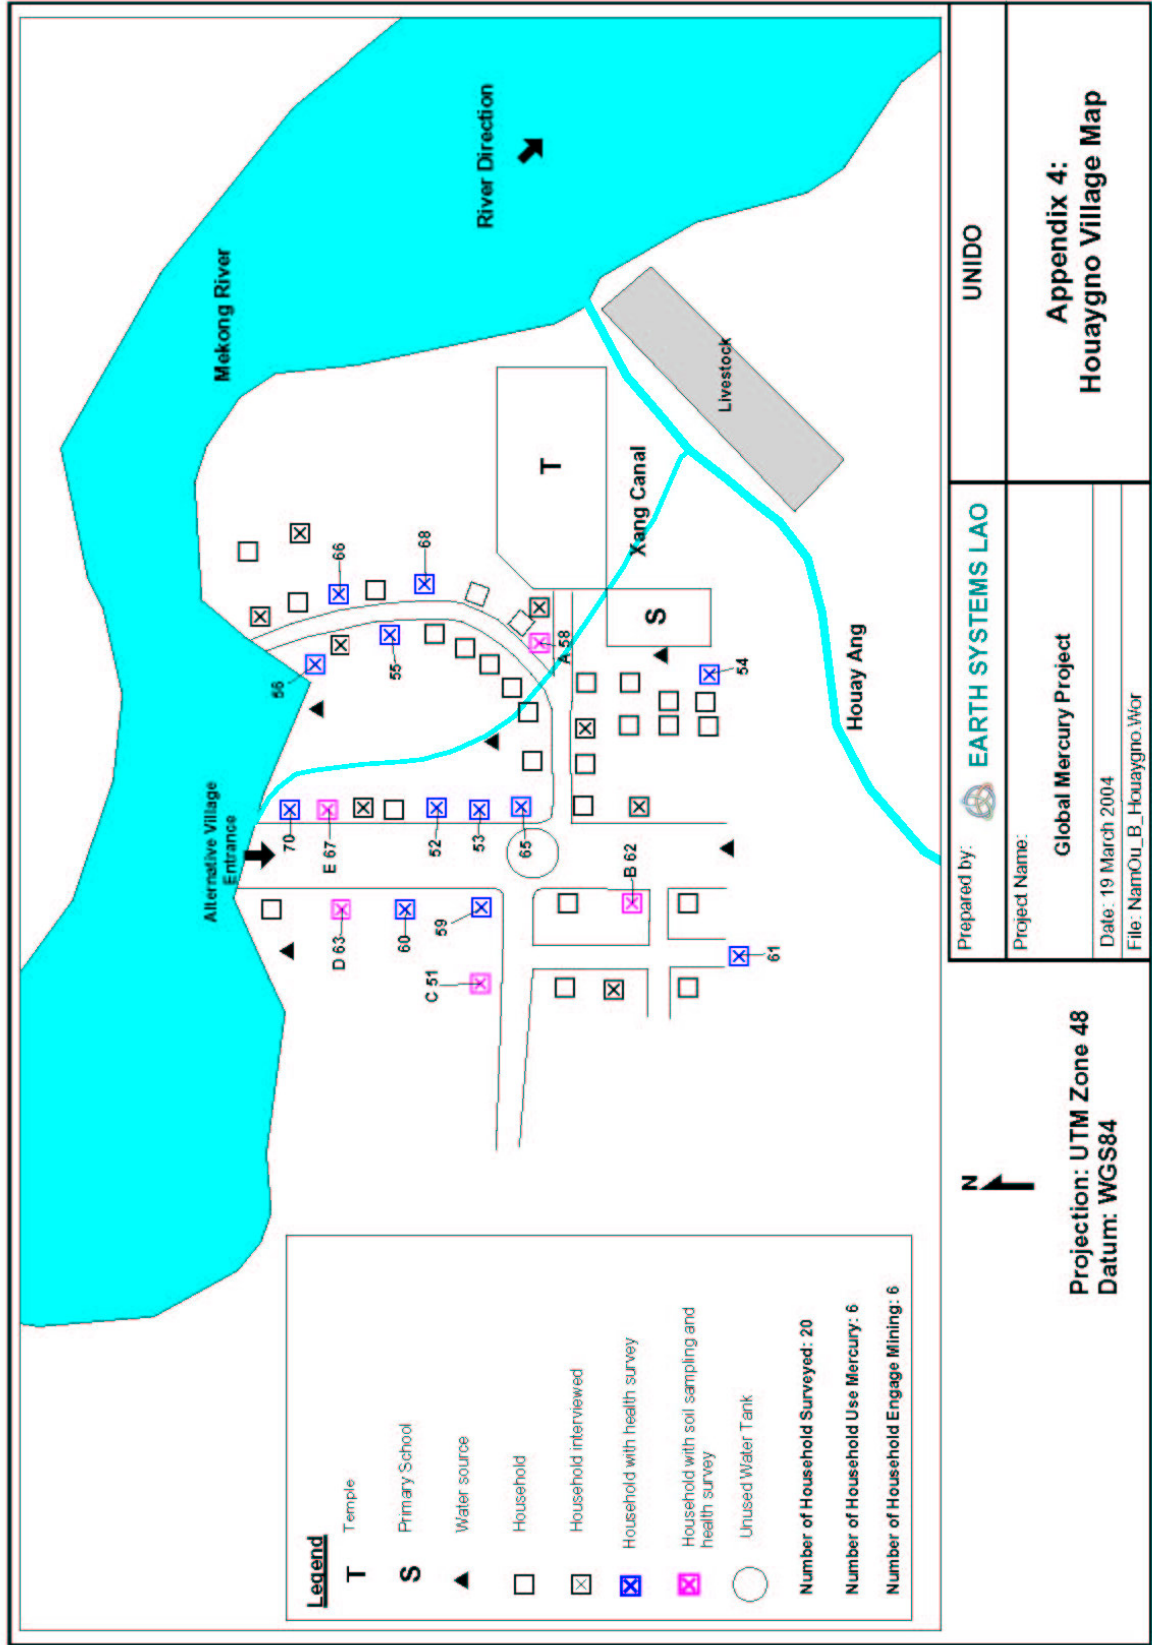 Mekong River
River Direction
Alternative Village
Entrance
56
55
66
68
70
E 67
52
53
65
D 63
60
59
C 51
A 58
B 62
54
61
T
S
Xang Canal
Houay Ang
Livestock
Legend
T Temple
S Primary School
Water source
Household
Household interviewed
Household with health survey
Household with soil sampling and
health survey
Unused Water Tank
Number of Household Surveyed: 20
Number of Household Use Mercury: 6
Number of Household Engage Mining: 6
N
Projection: UTM Zone 48
Datum: WGS84
Prepared by:
EARTH SYSTEMS LAO
Project Name:
Global Mercury Project
Date: 19 March 2004
File: NamOu_B_Houaygno.Wor
UNIDO
Appendix 4:
Houaygno Village Map